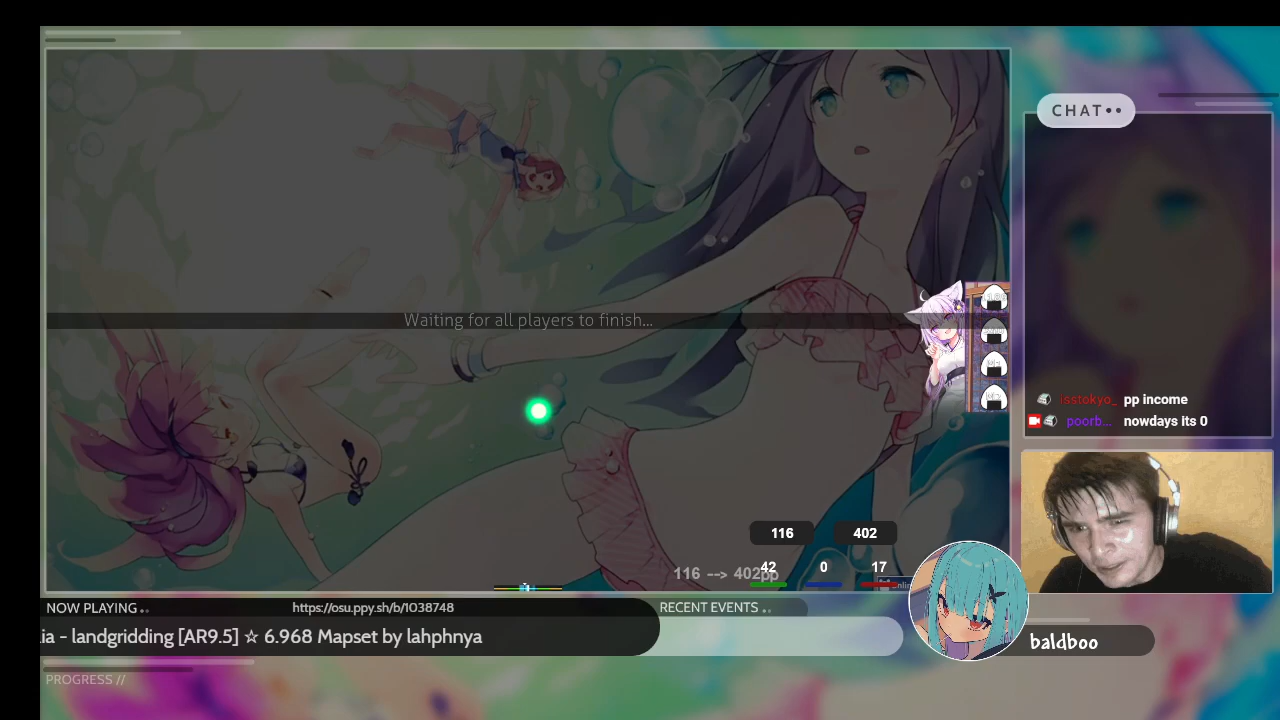 CHAT••
Waiting for all players to finish...
isstokyo_ pp income
poorb... nowdays its 0
116 402
42 0 17
116 --> 402pp
NOW PLAYING.. https://osu.ppy.sh/b/1038748
RECENT EVENTS ..
ia - landgridding [AR9.5] ☆ 6.968 Mapset by lahphnya
baldboo
PROGRESS //